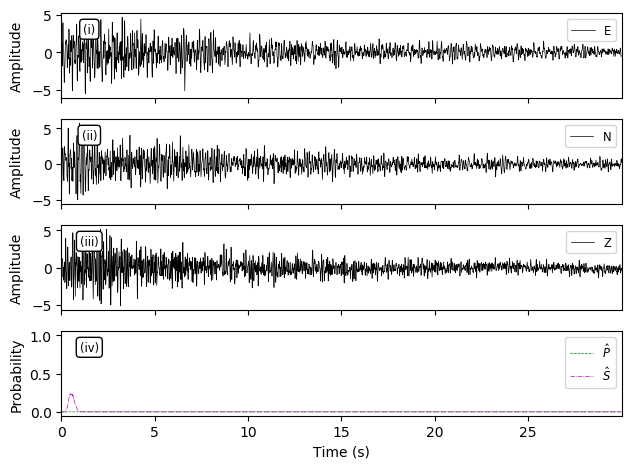 5
0
−5
Amplitude
(i)
E
5
0
−5
Amplitude
(ii)
N
5
0
−5
Amplitude
(iii)
Z
1.0
0.5
0.0
Probability
(iv)
P̂
Ŝ
0 5 10 15 20 25
Time (s)